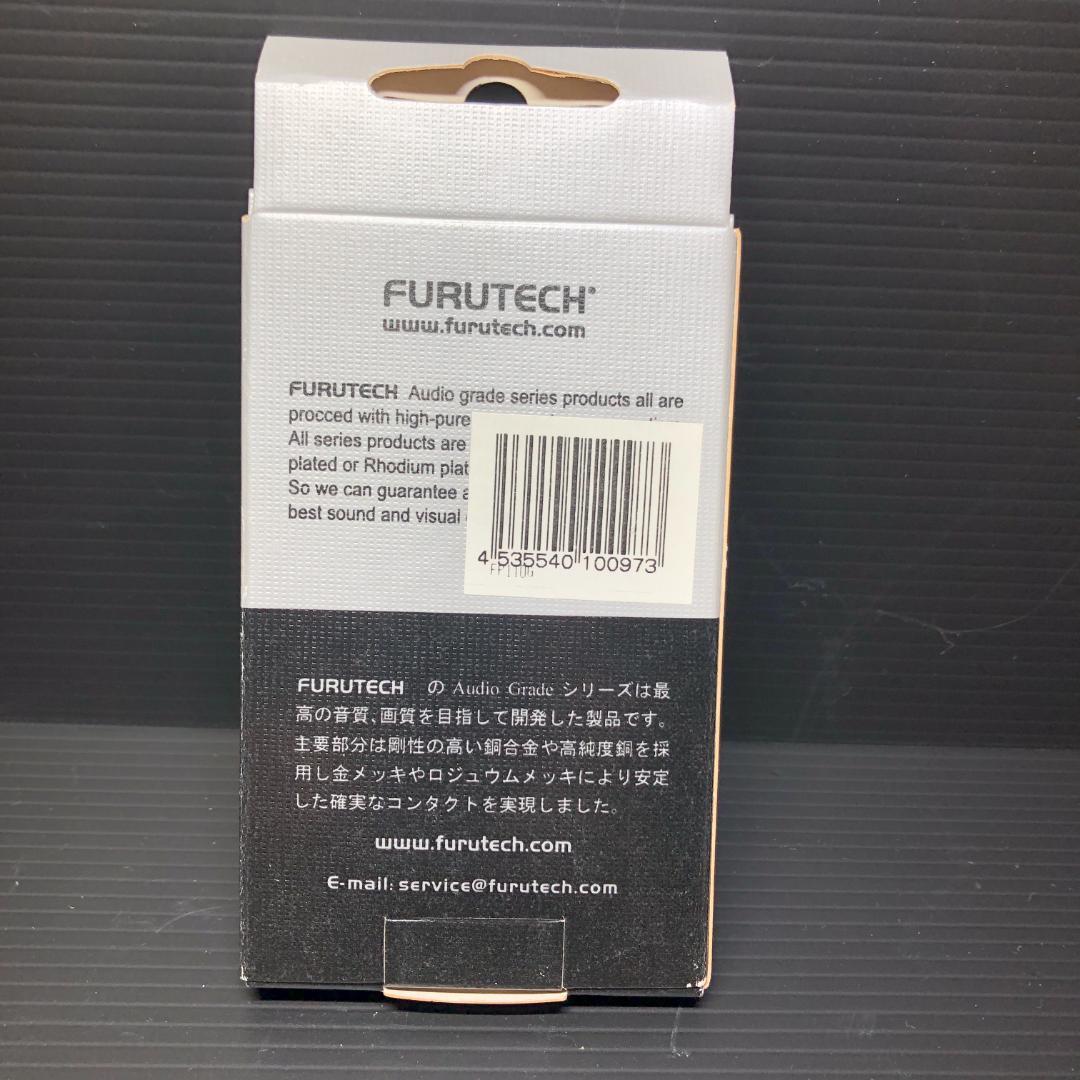 FURUTECH®
www.furutech.com
FURUTECH Audio grade series products all are
procced with high-pure
All series products are
plated or Rhodium plat
So we can guarantee a
best sound and visual
4 535540 100973
FURUTECH の Audio Grade シリーズは最
高の音質、画質を目指して開発した製品です。
主要部分は剛性の高い銅合金や高純度銅を採
用し金メッキやロジュウムメッキにより安定
した確実なコンタクトを実現しました。
www.furutech.com
E-mail: service@furutech.com